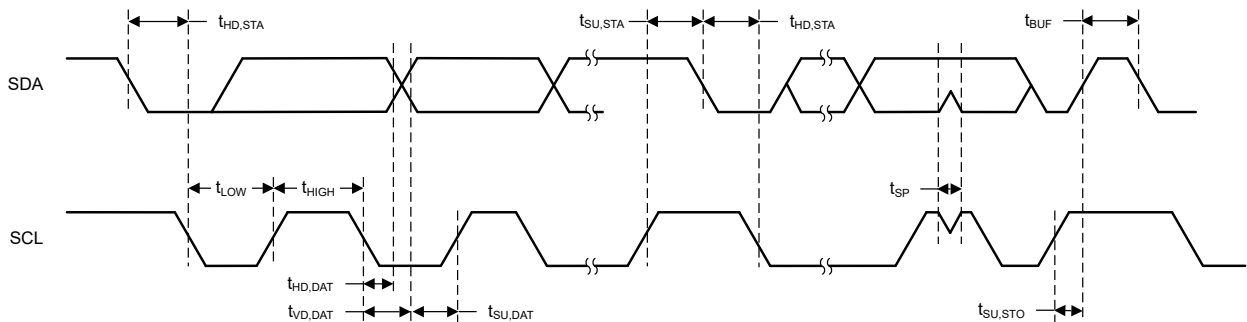 tHD,STA
tSU,STA
tHD,STA
tBUF
SDA
tLOW
tHIGH
tSP
SCL
tHD,DAT
tVD,DAT
tSU,DAT
tSU,STO